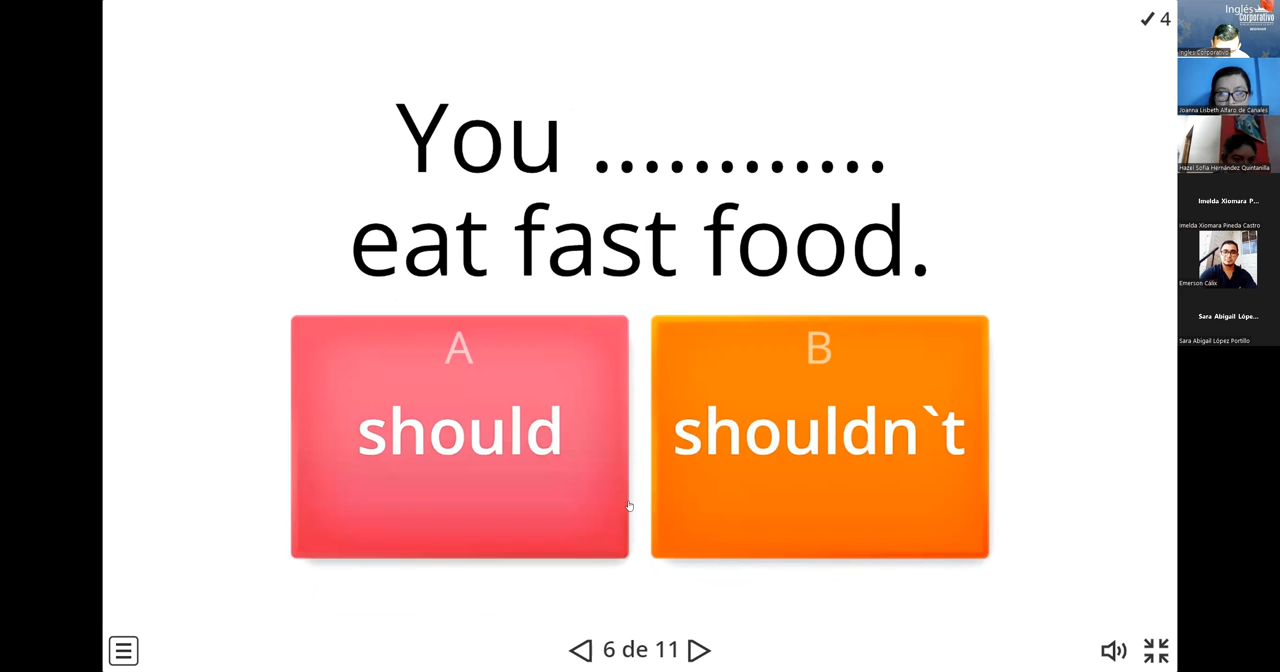 ✓ 4
You ............
eat fast food.
A
should
B
shouldn`t
6 de 11
Inglés
Corporativo
Inglés Corporativo
Joanna Lisbeth Alfaro de Canales
Hazel Sofía Hernández Quintanilla
Imelda Xiomara P...
Imelda Xiomara Pineda Castro
Emerson Cálix
Sara Abigail Lópe...
Sara Abigail López Portillo